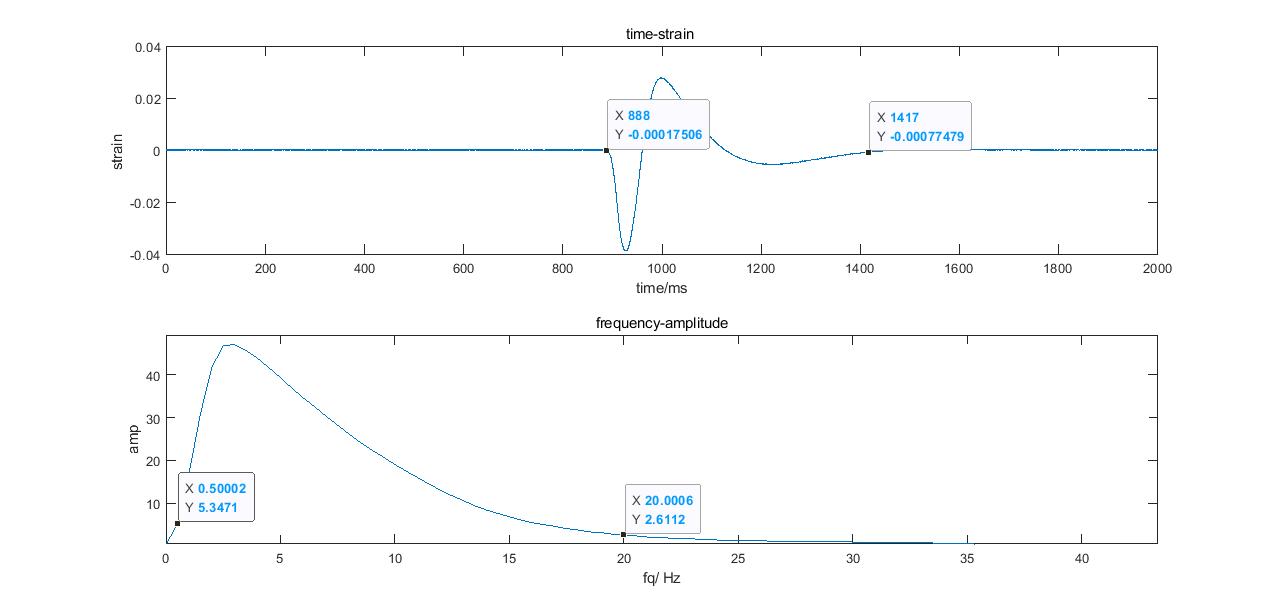 time-strain
0.04
0.02
0
-0.02
-0.04
strain
X 888
Y -0.00017506
X 1417
Y -0.00077479
0 200 400 600 800 1000 1200 1400 1600 1800 2000
time/ms
frequency-amplitude
40
30
20
10
amp
X 0.50002
Y 5.3471
X 20.0006
Y 2.6112
0 5 10 15 20 25 30 35 40
fq/ Hz